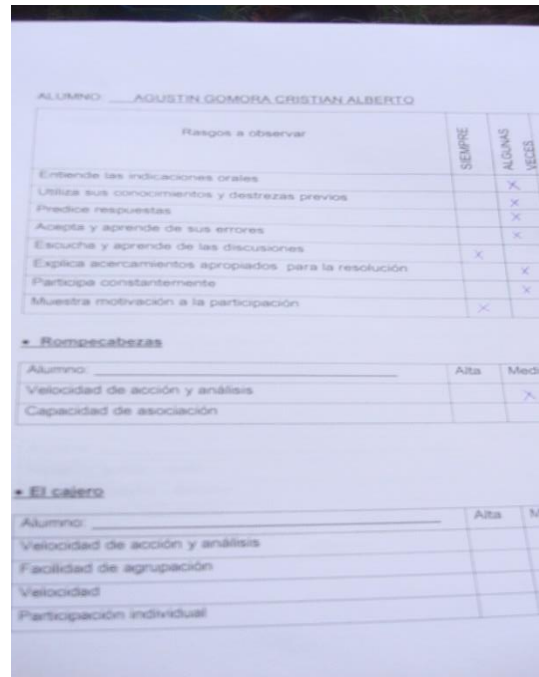 ALUMNO: AGUSTIN GOMORA CRISTIAN ALBERTO
Rasgos a observar
SIEMPRE
ALGUNAS
VECES
Entiende las indicaciones orales
X
Utiliza sus conocimientos y destrezas previos
X
Predice respuestas
X
Acepta y aprende de sus errores
X
Escucha y aprende de las discusiones
X
Explica acercamientos apropiados para la resolución
X
Participa constantemente
X
Muestra motivación a la participación
X
• Rompecabezas
Alumno: Alta Medi
Velocidad de acción y análisis X
Capacidad de asociación
• El cajero
Alumno: Alta M
Velocidad de acción y análisis
Facilidad de agrupación
Velocidad
Participación individual